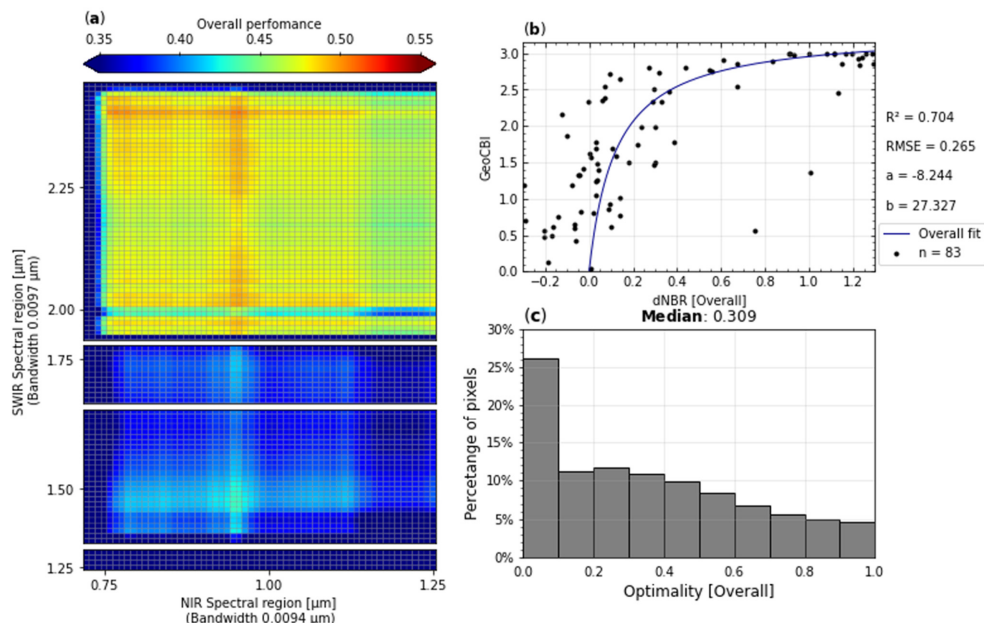 (a)
Overall perfomance
0.35 0.40 0.45 0.50 0.55
SWIR Spectral region [µm]
(Bandwidth 0.0097 µm)
2.25
2.00
1.75
1.50
1.25
0.75 1.00 1.25
NIR Spectral region [µm]
(Bandwidth 0.0094 µm)
(b)
GeoCBI
3.0
2.5
2.0
1.5
1.0
0.5
0.0
−0.2 0.0 0.2 0.4 0.6 0.8 1.0 1.2
dNBR [Overall]
R² = 0.704
RMSE = 0.265
a = -8.244
b = 27.327
Overall fit
n = 83
(c)
Median: 0.309
Percetange of pixels
30%
25%
20%
15%
10%
5%
0%
0.0 0.2 0.4 0.6 0.8 1.0
Optimality [Overall]